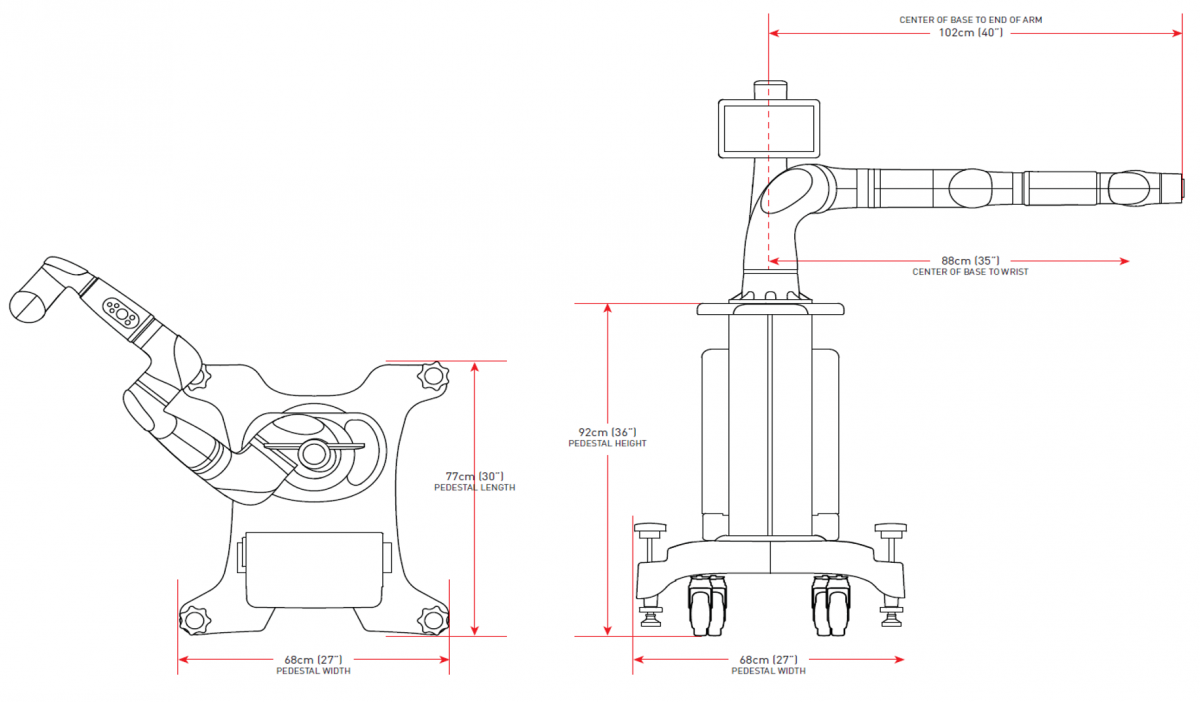 CENTER OF BASE TO END OF ARM
102cm (40”)
88cm (35”)
CENTER OF BASE TO WRIST
92cm (36”)
PEDESTAL HEIGHT
77cm (30”)
PEDESTAL LENGTH
68cm (27”)
PEDESTAL WIDTH
68cm (27”)
PEDESTAL WIDTH